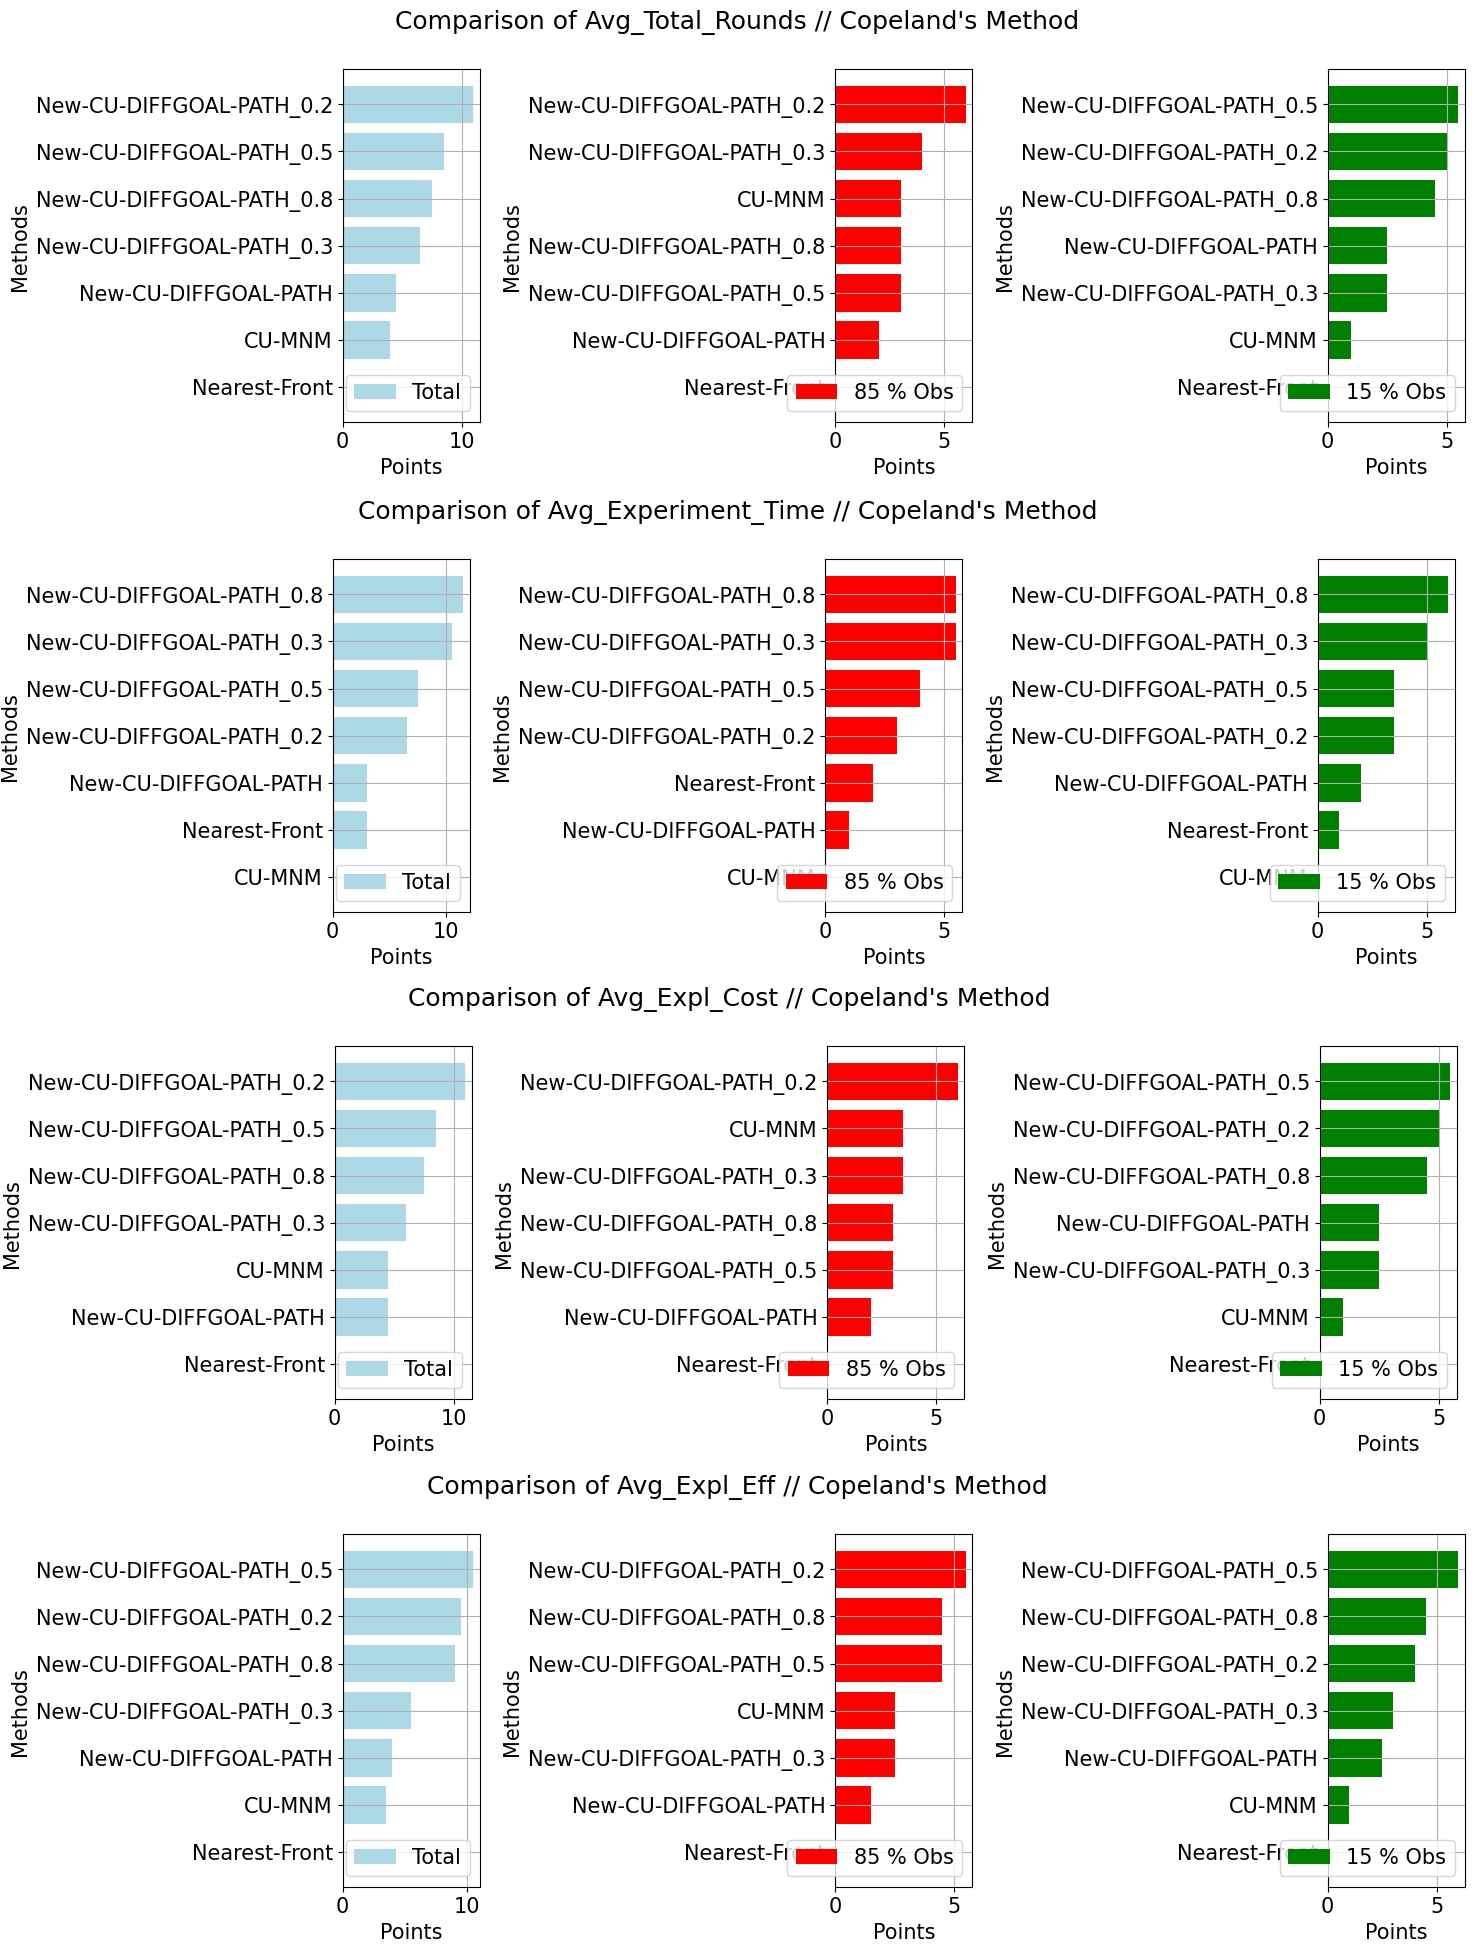 Comparison of Avg_Total_Rounds // Copeland's Method
Methods
New-CU-DIFFGOAL-PATH_0.2
New-CU-DIFFGOAL-PATH_0.5
New-CU-DIFFGOAL-PATH_0.8
New-CU-DIFFGOAL-PATH_0.3
New-CU-DIFFGOAL-PATH
CU-MNM
Nearest-Front
Total
0 10
Points
Methods
New-CU-DIFFGOAL-PATH_0.2
New-CU-DIFFGOAL-PATH_0.3
CU-MNM
New-CU-DIFFGOAL-PATH_0.8
New-CU-DIFFGOAL-PATH_0.5
New-CU-DIFFGOAL-PATH
Nearest-Front
85 % Obs
0 5
Points
Methods
New-CU-DIFFGOAL-PATH_0.5
New-CU-DIFFGOAL-PATH_0.2
New-CU-DIFFGOAL-PATH_0.8
New-CU-DIFFGOAL-PATH
New-CU-DIFFGOAL-PATH_0.3
CU-MNM
Nearest-Front
15 % Obs
0 5
Points
Comparison of Avg_Experiment_Time // Copeland's Method
Methods
New-CU-DIFFGOAL-PATH_0.8
New-CU-DIFFGOAL-PATH_0.3
New-CU-DIFFGOAL-PATH_0.5
New-CU-DIFFGOAL-PATH_0.2
New-CU-DIFFGOAL-PATH
Nearest-Front
CU-MNM
Total
0 10
Points
Methods
New-CU-DIFFGOAL-PATH_0.8
New-CU-DIFFGOAL-PATH_0.3
New-CU-DIFFGOAL-PATH_0.5
New-CU-DIFFGOAL-PATH_0.2
Nearest-Front
New-CU-DIFFGOAL-PATH
CU-MNM
85 % Obs
0 5
Points
Methods
New-CU-DIFFGOAL-PATH_0.8
New-CU-DIFFGOAL-PATH_0.3
New-CU-DIFFGOAL-PATH_0.5
New-CU-DIFFGOAL-PATH_0.2
New-CU-DIFFGOAL-PATH
Nearest-Front
CU-MNM
15 % Obs
0 5
Points
Comparison of Avg_Expl_Cost // Copeland's Method
Methods
New-CU-DIFFGOAL-PATH_0.2
New-CU-DIFFGOAL-PATH_0.5
New-CU-DIFFGOAL-PATH_0.8
New-CU-DIFFGOAL-PATH_0.3
CU-MNM
New-CU-DIFFGOAL-PATH
Nearest-Front
Total
0 10
Points
Methods
New-CU-DIFFGOAL-PATH_0.2
CU-MNM
New-CU-DIFFGOAL-PATH_0.3
New-CU-DIFFGOAL-PATH_0.8
New-CU-DIFFGOAL-PATH_0.5
New-CU-DIFFGOAL-PATH
Nearest-Front
85 % Obs
0 5
Points
Methods
New-CU-DIFFGOAL-PATH_0.5
New-CU-DIFFGOAL-PATH_0.2
New-CU-DIFFGOAL-PATH_0.8
New-CU-DIFFGOAL-PATH
New-CU-DIFFGOAL-PATH_0.3
CU-MNM
Nearest-Front
15 % Obs
0 5
Points
Comparison of Avg_Expl_Eff // Copeland's Method
Methods
New-CU-DIFFGOAL-PATH_0.5
New-CU-DIFFGOAL-PATH_0.2
New-CU-DIFFGOAL-PATH_0.8
New-CU-DIFFGOAL-PATH_0.3
New-CU-DIFFGOAL-PATH
CU-MNM
Nearest-Front
Total
0 10
Points
Methods
New-CU-DIFFGOAL-PATH_0.2
New-CU-DIFFGOAL-PATH_0.8
New-CU-DIFFGOAL-PATH_0.5
CU-MNM
New-CU-DIFFGOAL-PATH_0.3
New-CU-DIFFGOAL-PATH
Nearest-Front
85 % Obs
0 5
Points
Methods
New-CU-DIFFGOAL-PATH_0.5
New-CU-DIFFGOAL-PATH_0.8
New-CU-DIFFGOAL-PATH_0.2
New-CU-DIFFGOAL-PATH_0.3
New-CU-DIFFGOAL-PATH
CU-MNM
Nearest-Front
15 % Obs
0 5
Points